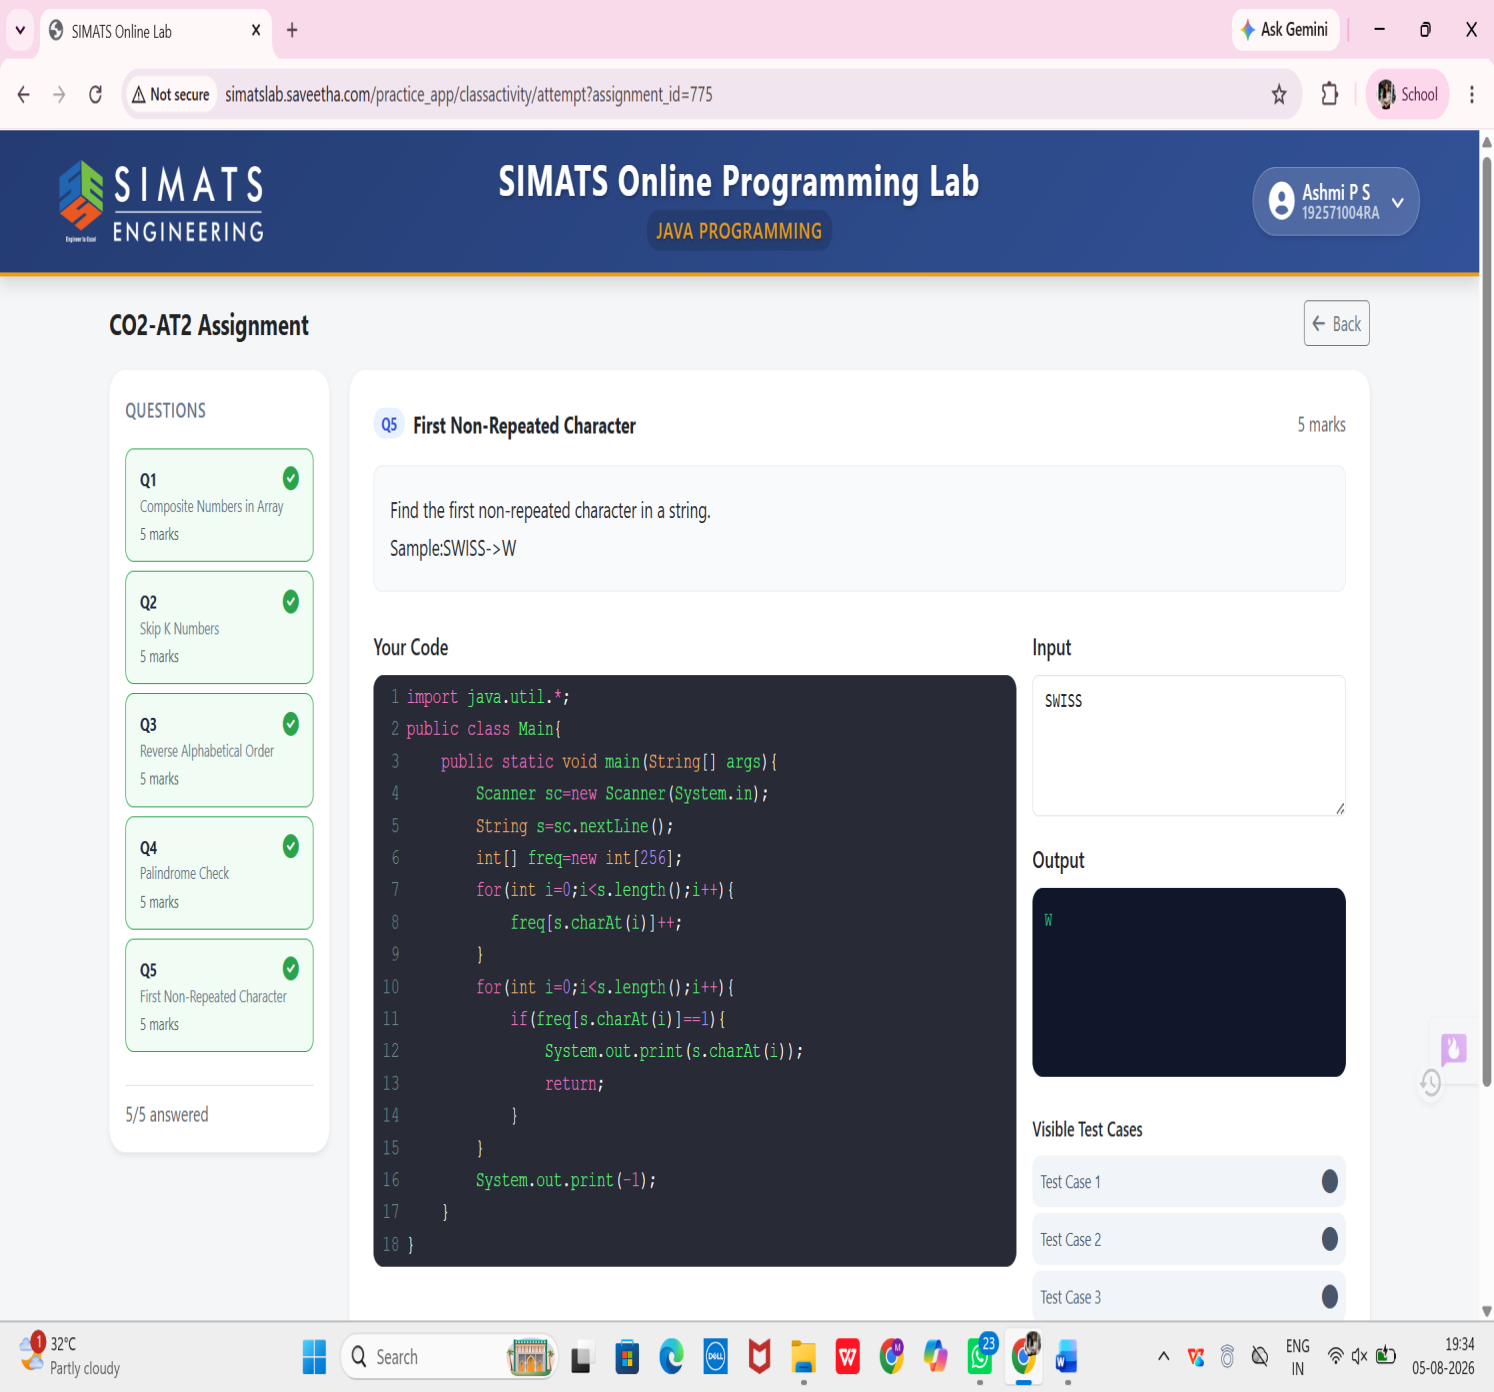 SIMATS Online Lab
Ask Gemini
Not secure
simatslab.saveetha.com/practice_app/classactivity/attempt?assignment_id=775
School
SIMATS
ENGINEERING
Engineer to Excel
SIMATS Online Programming Lab
JAVA PROGRAMMING
Ashmi P S
192571004RA
CO2-AT2 Assignment
Back
QUESTIONS
Q1
Composite Numbers in Array
5 marks
Q2
Skip K Numbers
5 marks
Q3
Reverse Alphabetical Order
5 marks
Q4
Palindrome Check
5 marks
Q5
First Non-Repeated Character
5 marks
5/5 answered
Q5 First Non-Repeated Character
5 marks
Find the first non-repeated character in a string.
Sample:SWISS->W
Your Code
1 import java.util.*;
2 public class Main{
3     public static void main(String[] args){
4         Scanner sc=new Scanner(System.in);
5         String s=sc.nextLine();
6         int[] freq=new int[256];
7         for(int i=0;i<s.length();i++){
8             freq[s.charAt(i)]++;
9         }
10         for(int i=0;i<s.length();i++){
11             if(freq[s.charAt(i)]==1){
12                 System.out.print(s.charAt(i));
13                 return;
14             }
15         }
16         System.out.print(-1);
17     }
18 }
Input
SWISS
Output
W
Visible Test Cases
Test Case 1
Test Case 2
Test Case 3
1
32°C
Partly cloudy
Search
DELL
M
23
ENG
IN
19:34
05-08-2026